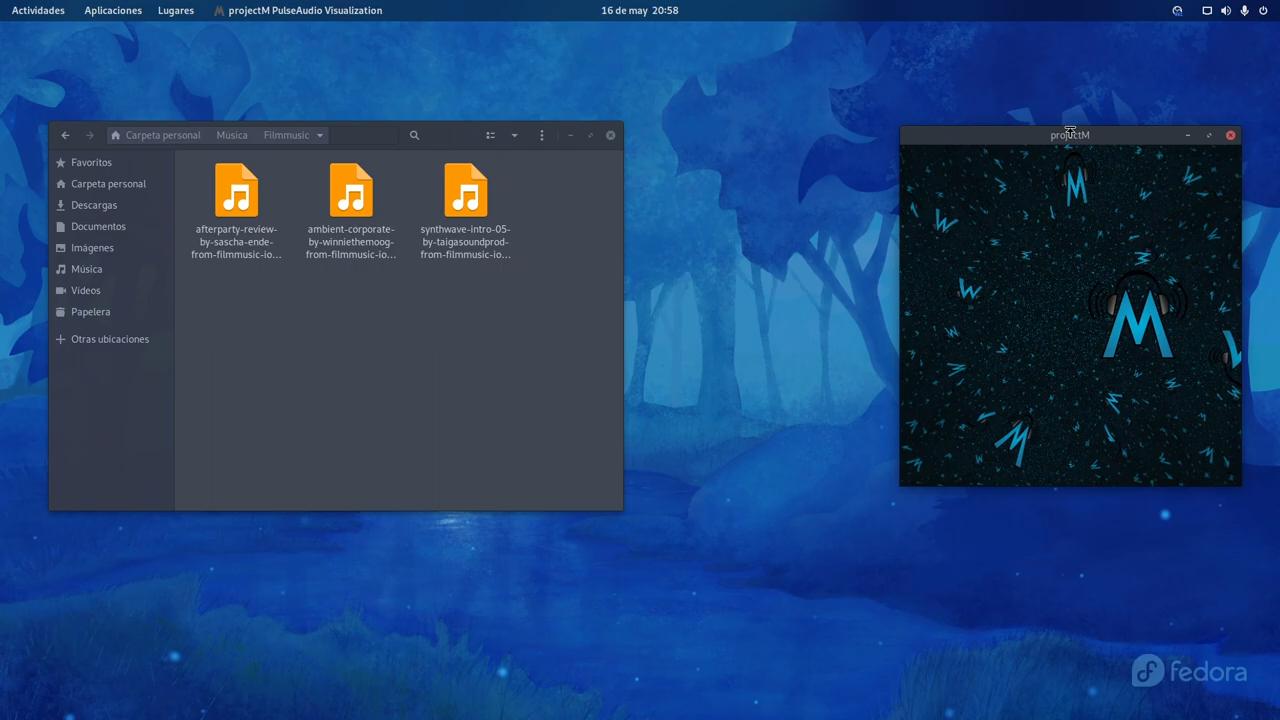 Actividades Aplicaciones Lugares projectM PulseAudio Visualization 16 de may 20:58
Carpeta personal Música Filmmusic
Favoritos
Carpeta personal
Descargas
Documentos
Imágenes
Música
Vídeos
Papelera
Otras ubicaciones
afterparty-review-
by-sascha-ende-
from-filmmusic-io…
ambient-corporate-
by-winniethemoog-
from-filmmusic-io…
synthwave-intro-05-
by-taigasoundprod-
from-filmmusic-io…
projectM
M
fedora